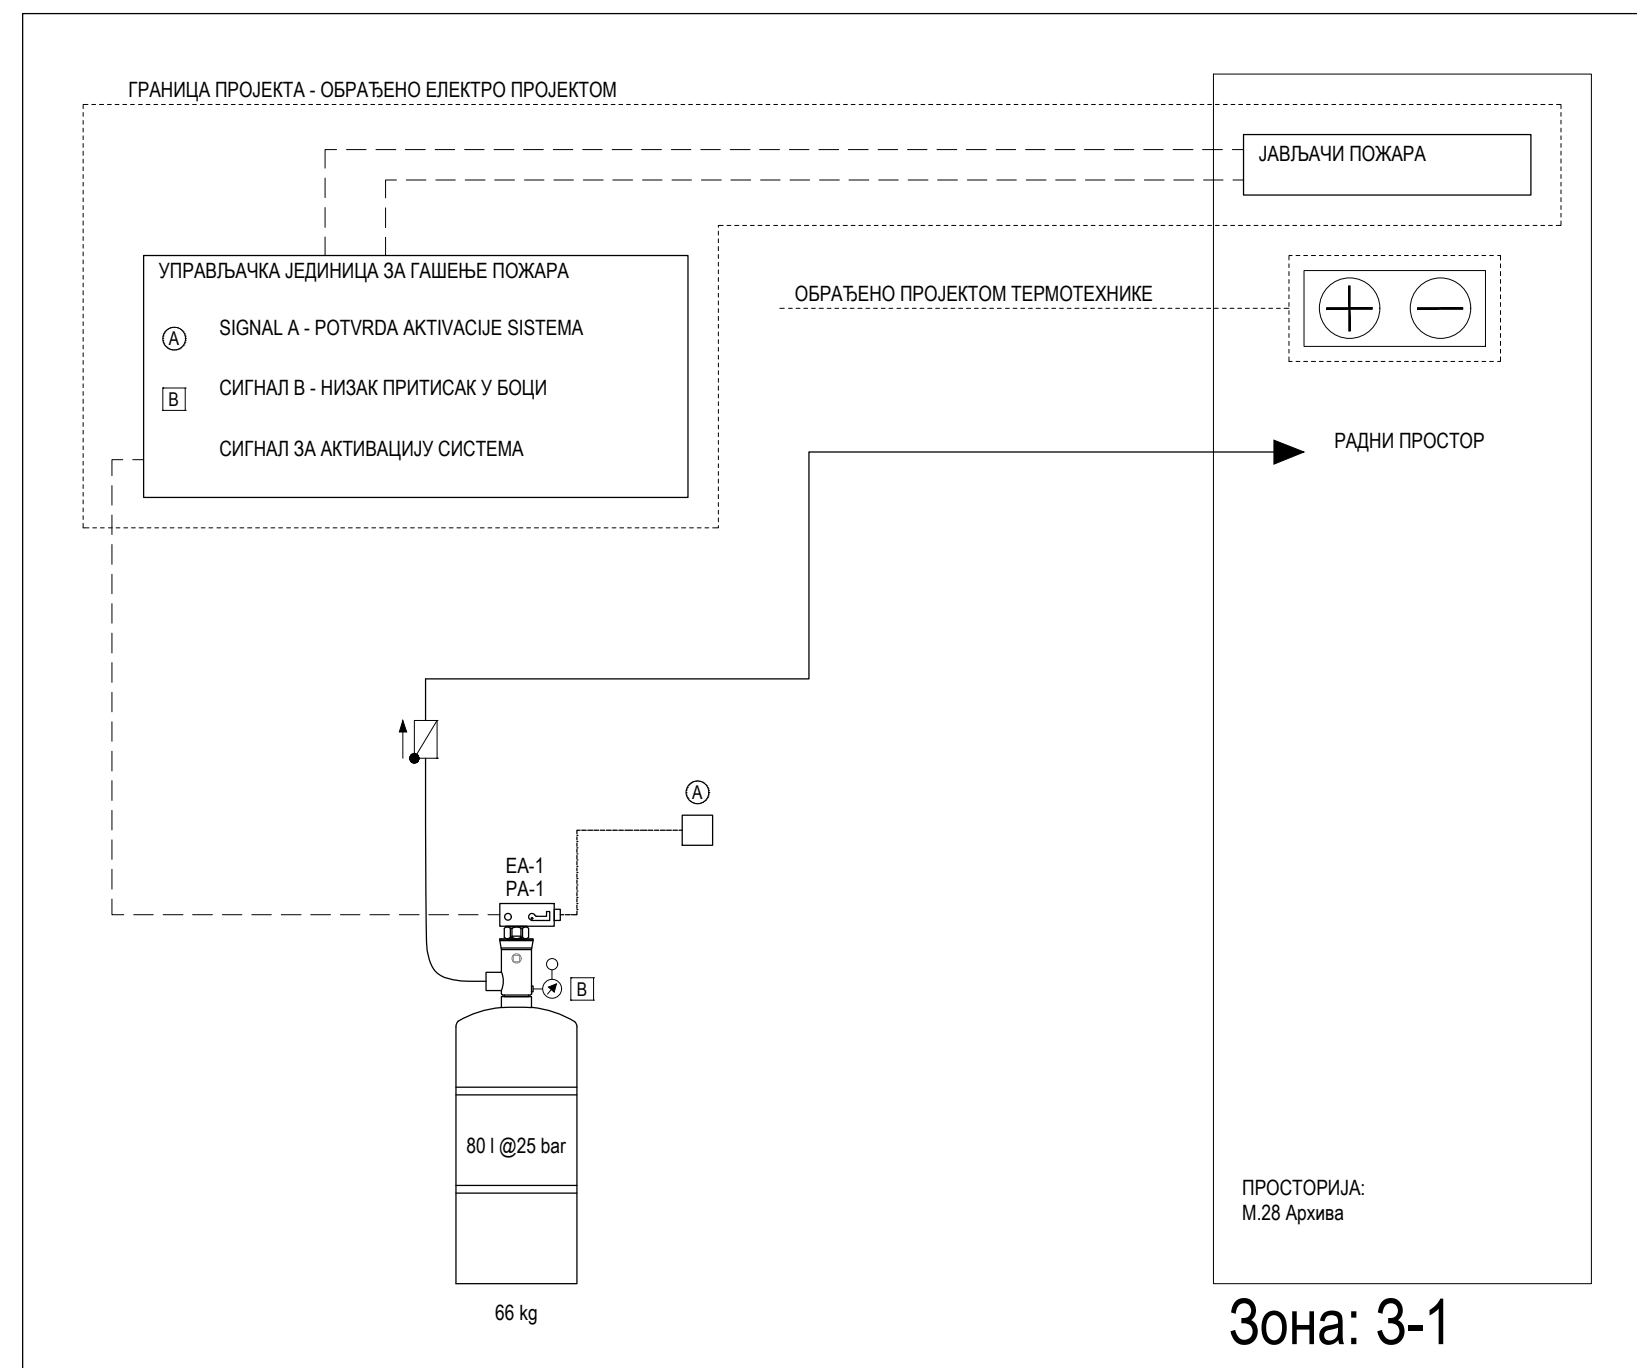 ГРАНИЦА ПРОЈЕКТА - ОБРАЂЕНО ЕЛЕКТРО ПРОЈЕКТОМ
ЈАВЉАЧИ ПОЖАРА
УПРАВЉАЧКА ЈЕДИНИЦА ЗА ГАШЕЊЕ ПОЖАРА
A
SIGNAL A - POTVRDA AKTIVACIJE SISTEMA
B
СИГНАЛ B - НИЗАК ПРИТИСАК У БОЦИ
СИГНАЛ ЗА АКТИВАЦИЈУ СИСТЕМА
ОБРАЂЕНО ПРОЈЕКТОМ ТЕРМОТЕХНИКЕ
РАДНИ ПРОСТОР
A
EA-1
PA-1
B
80 l @25 bar
66 kg
ПРОСТОРИЈА:
М.28 Архива
Зона: З-1